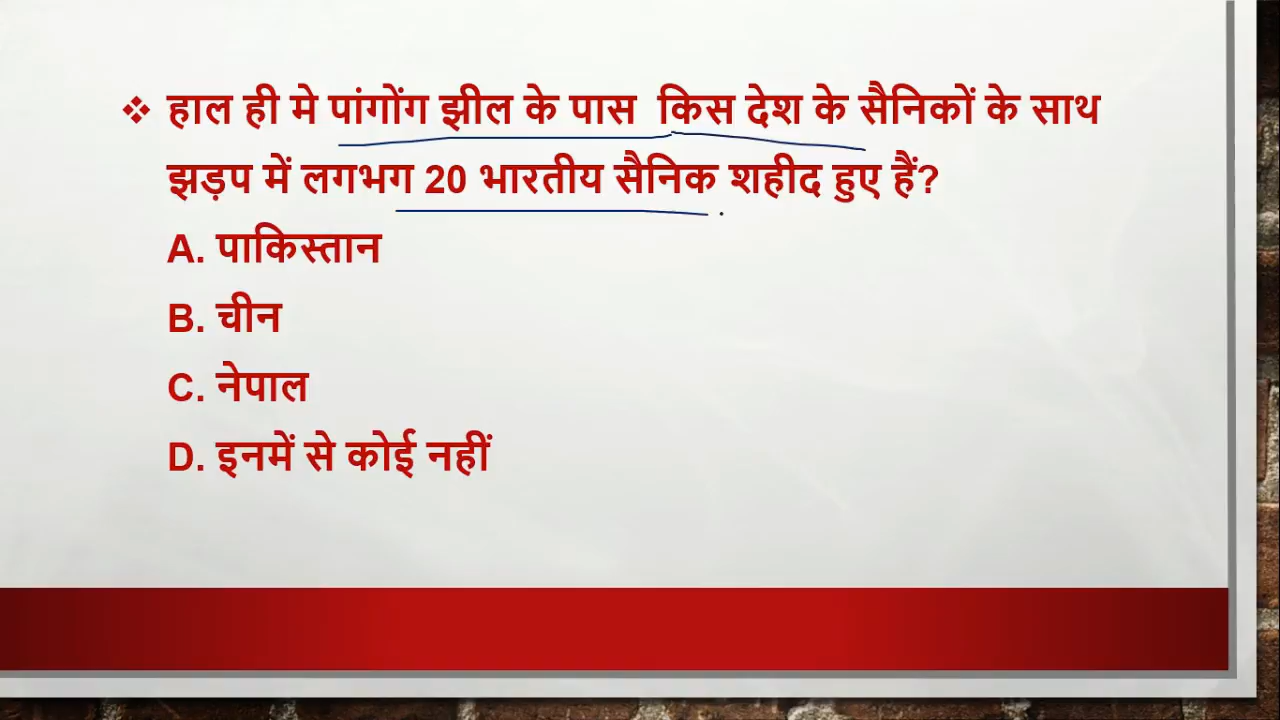 ❖ हाल ही मे पांगोंग झील के पास किस देश के सैनिकों के साथ
झड़प में लगभग 20 भारतीय सैनिक शहीद हुए हैं?
A. पाकिस्तान
B. चीन
C. नेपाल
D. इनमें से कोई नहीं